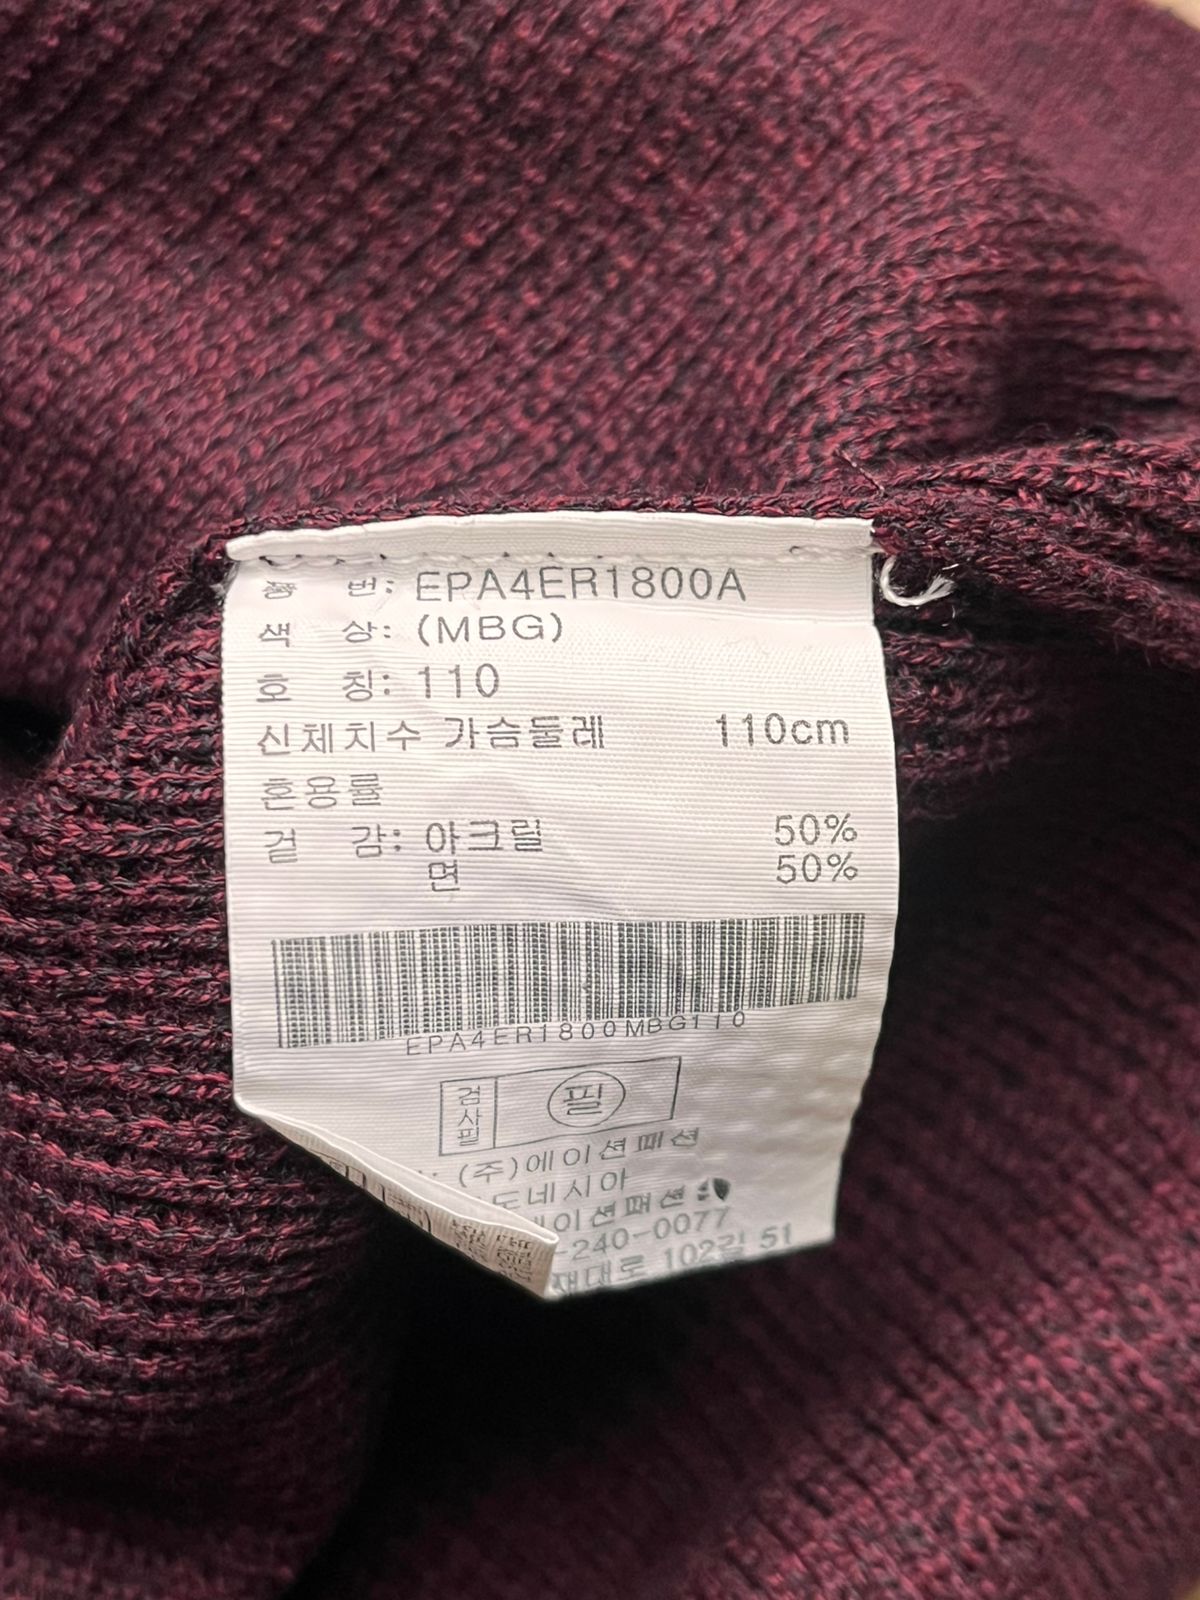 품 번: EPA4ER1800A
색 상: (MBG)
호 칭: 110
신체치수 가슴둘레 110cm
혼용률
겉 감: 아크릴 50%
면 50%
EPA4ER1800MBG110
검사필 필
: (주)에이션패션
도네시아
에이션패션
-240-0077
재대로 102길 51